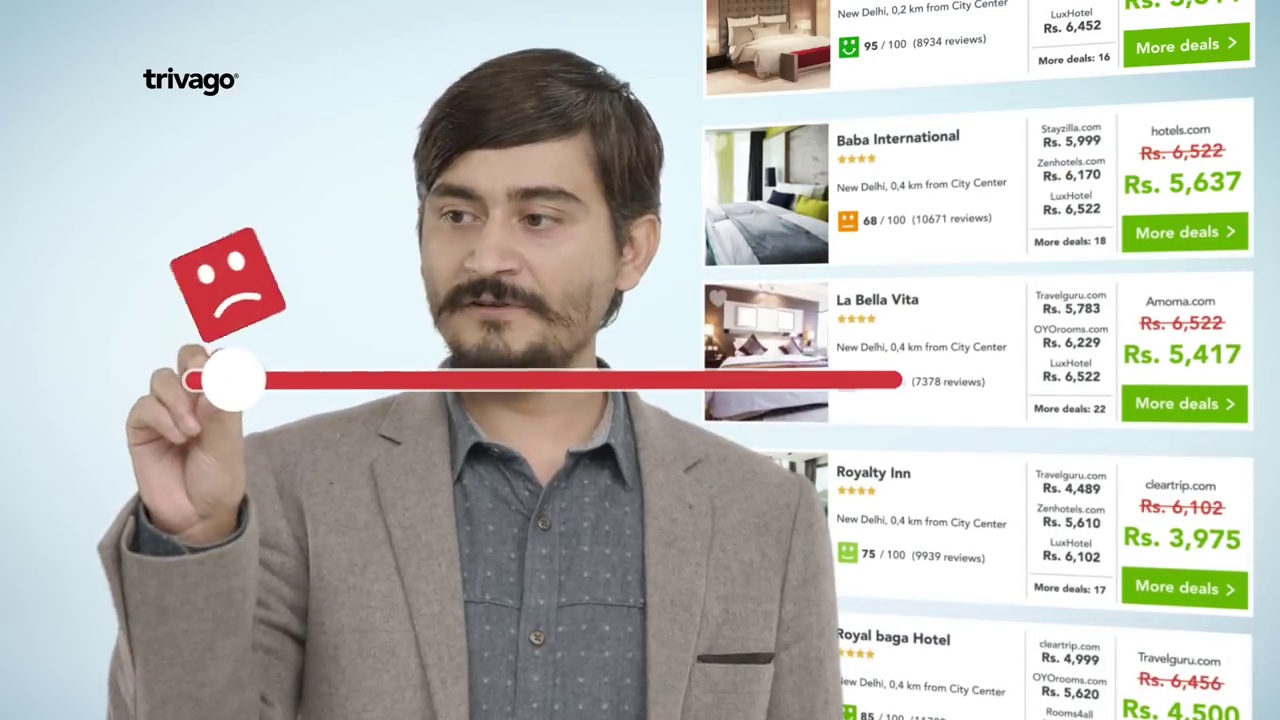 trivago
New Delhi, 0,2 km from City Center
95 / 100 (8934 reviews)
LuxHotel
Rs. 6,452
More deals: 16
More deals >
Baba International
New Delhi, 0,4 km from City Center
68 / 100 (10671 reviews)
Stayzilla.com
Rs. 5,999
Zenhotels.com
Rs. 6,170
LuxHotel
Rs. 6,522
More deals: 18
hotels.com
Rs. 6,522
Rs. 5,637
More deals >
La Bella Vita
New Delhi, 0,4 km from City Center
(7378 reviews)
Travelguru.com
Rs. 5,783
OYOrooms.com
Rs. 6,229
LuxHotel
Rs. 6,522
More deals: 22
Amoma.com
Rs. 6,522
Rs. 5,417
More deals >
Royalty Inn
New Delhi, 0,4 km from City Center
75 / 100 (9939 reviews)
Travelguru.com
Rs. 4,489
Zenhotels.com
Rs. 5,610
LuxHotel
Rs. 6,102
More deals: 17
cleartrip.com
Rs. 6,102
Rs. 3,975
More deals >
Royal baga Hotel
New Delhi, 0,4 km from City Center
85 / 100
cleartrip.com
Rs. 4,999
OYOrooms.com
Rs. 5,620
Rooms4all
Travelguru.com
Rs. 6,456
Rs. 4,500